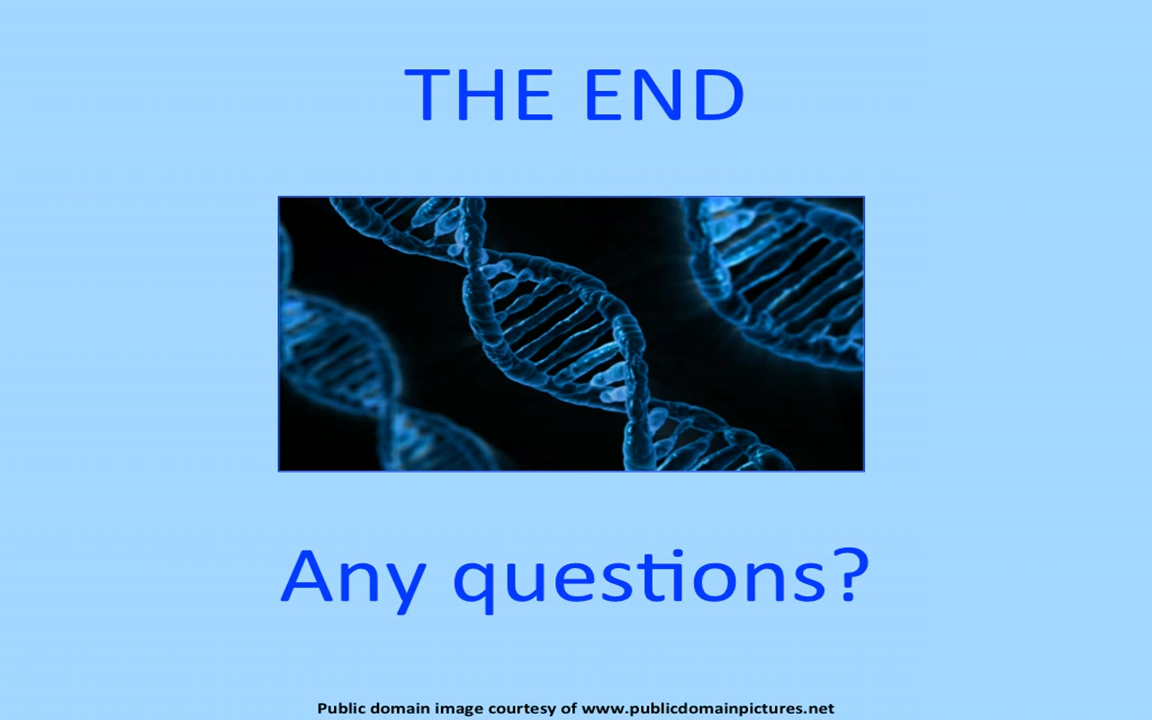 THE END
Any questions?
Public domain image courtesy of www.publicdomainpictures.net